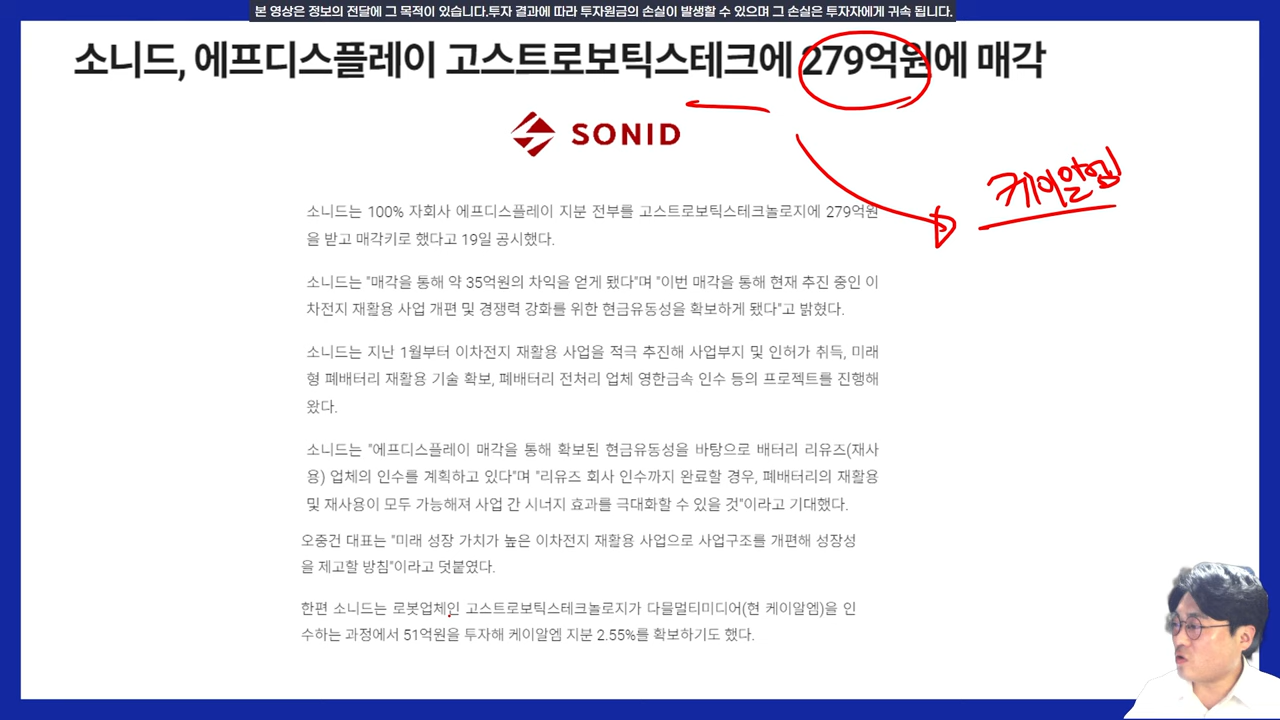 본 영상은 정보의 전달에 그 목적이 있습니다.투자 결과에 따라 투자원금의 손실이 발생할 수 있으며 그 손실은 투자자에게 귀속 됩니다.
소니드, 에프디스플레이 고스트로보틱스테크에 279억원에 매각
SONID
케이알엠
소니드는 100% 자회사 에프디스플레이 지분 전부를 고스트로보틱스테크놀로지에 279억원
을 받고 매각키로 했다고 19일 공시했다.
소니드는 "매각을 통해 약 35억원의 차익을 얻게 됐다"며 "이번 매각을 통해 현재 추진 중인 이
차전지 재활용 사업 개편 및 경쟁력 강화를 위한 현금유동성을 확보하게 됐다"고 밝혔다.
소니드는 지난 1월부터 이차전지 재활용 사업을 적극 추진해 사업부지 및 인허가 취득, 미래
형 폐배터리 재활용 기술 확보, 폐배터리 전처리 업체 영한금속 인수 등의 프로젝트를 진행해
왔다.
소니드는 "에프디스플레이 매각을 통해 확보된 현금유동성을 바탕으로 배터리 리유즈(재사
용) 업체의 인수를 계획하고 있다"며 "리유즈 회사 인수까지 완료할 경우, 폐배터리의 재활용
및 재사용이 모두 가능해져 사업 간 시너지 효과를 극대화할 수 있을 것"이라고 기대했다.
오중건 대표는 "미래 성장 가치가 높은 이차전지 재활용 사업으로 사업구조를 개편해 성장성
을 제고할 방침"이라고 덧붙였다.
한편 소니드는 로봇업체인 고스트로보틱스테크놀로지가 다믈멀티미디어(현 케이알엠)을 인
수하는 과정에서 51억원을 투자해 케이알엠 지분 2.55%를 확보하기도 했다.